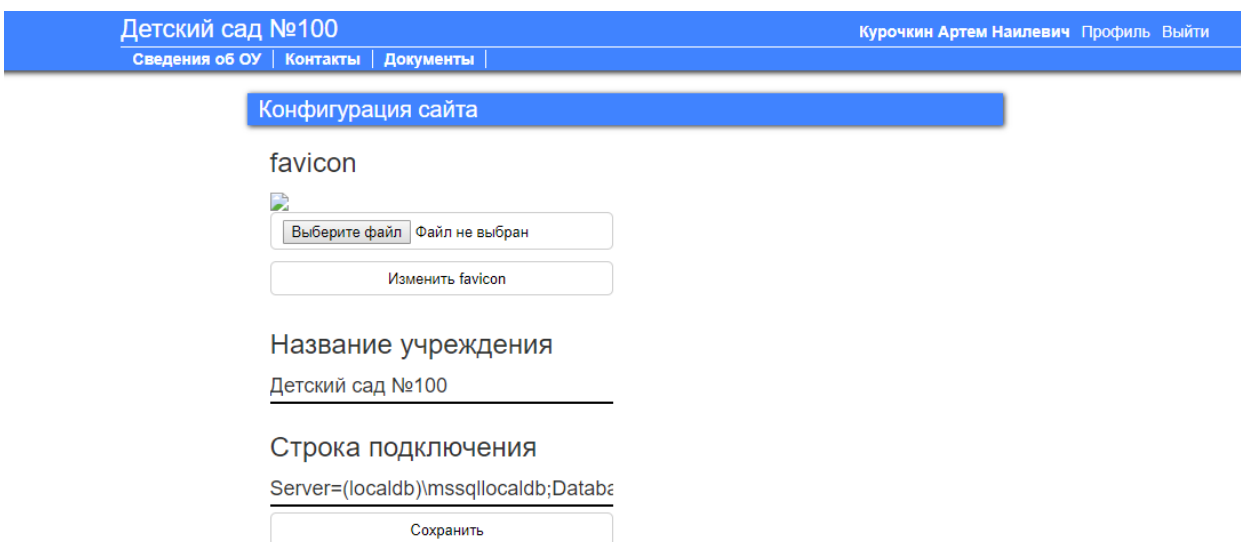 Детский сад №100
Курочкин Артем Наилевич Профиль Выйти
Сведения об ОУ Контакты Документы
Конфигурация сайта
favicon
Выберите файл Файл не выбран
Изменить favicon
Название учреждения
Детский сад №100
Строка подключения
Server=(localdb)\mssqllocaldb;Databa
Сохранить